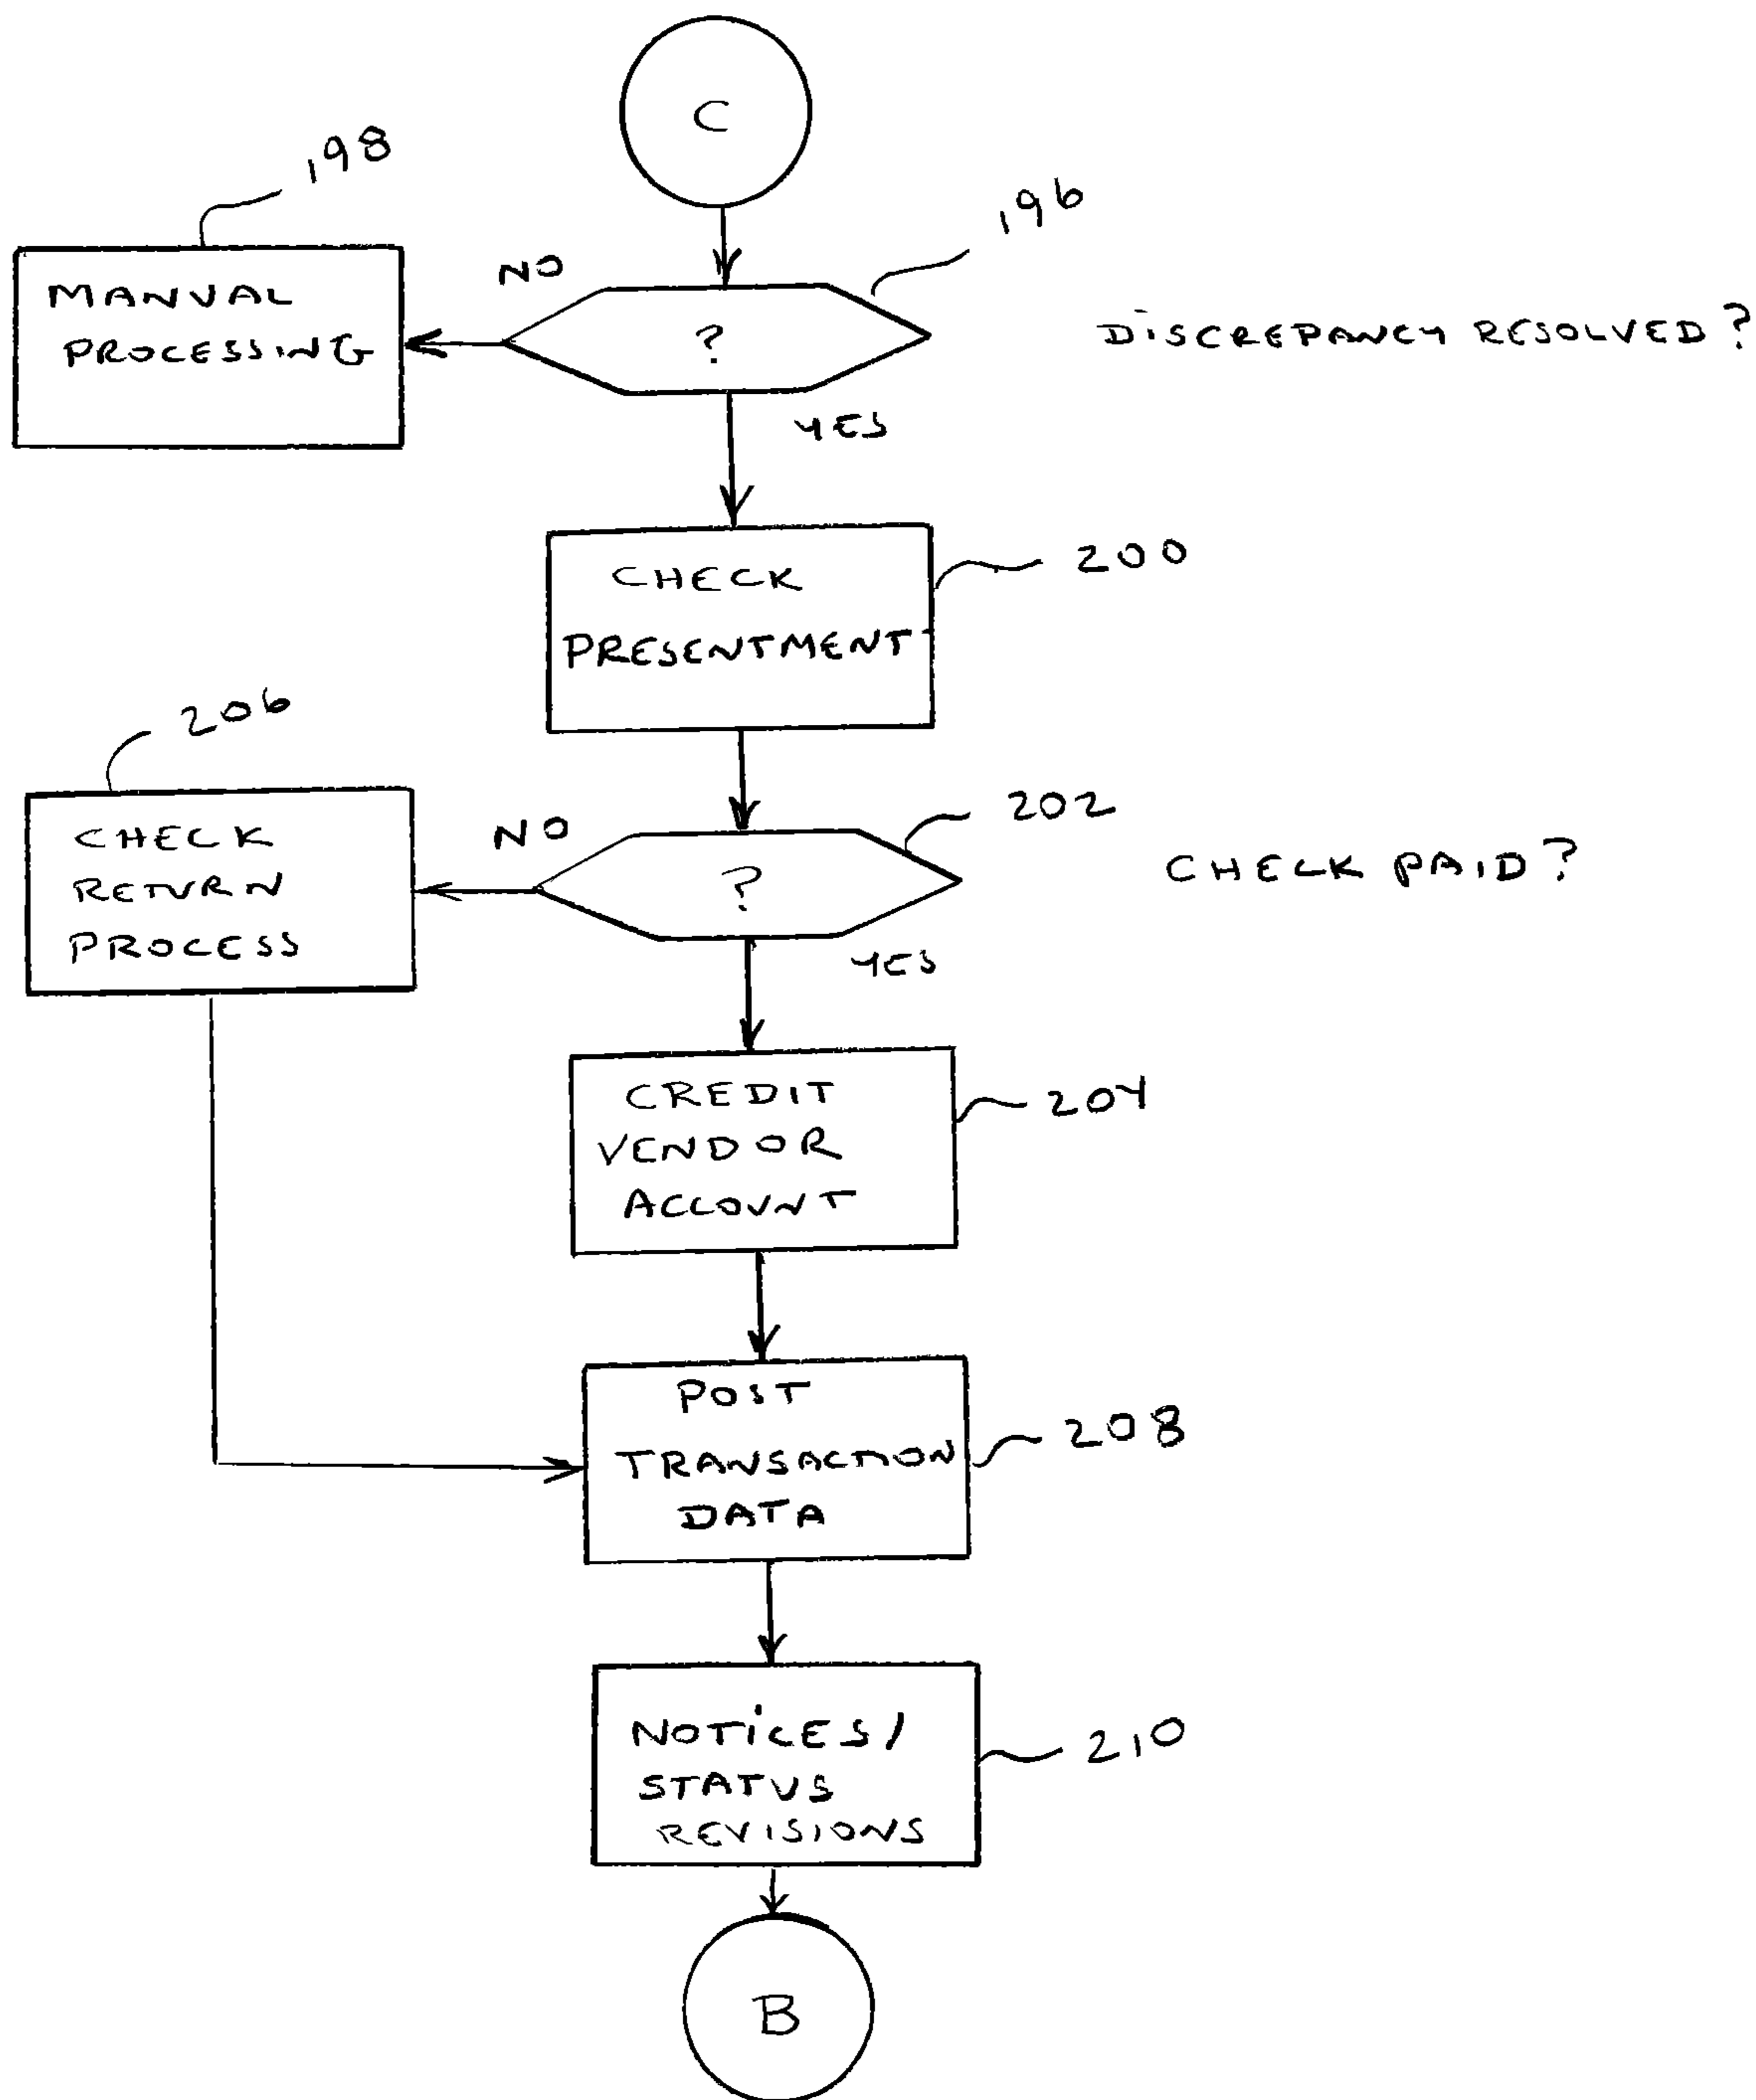 C
198
196
NO
MANUAL
PROCESSING
?
DISCREPANCY RESOLVED?
YES
200
CHECK
PRESENTMENT
206
202
NO
CHECK
RETURN
PROCESS
?
CHECK PAID?
YES
CREDIT
VENDOR
ACCOUNT
204
POST
TRANSACTION
DATA
208
NOTICES/
STATUS
REVISIONS
210
B